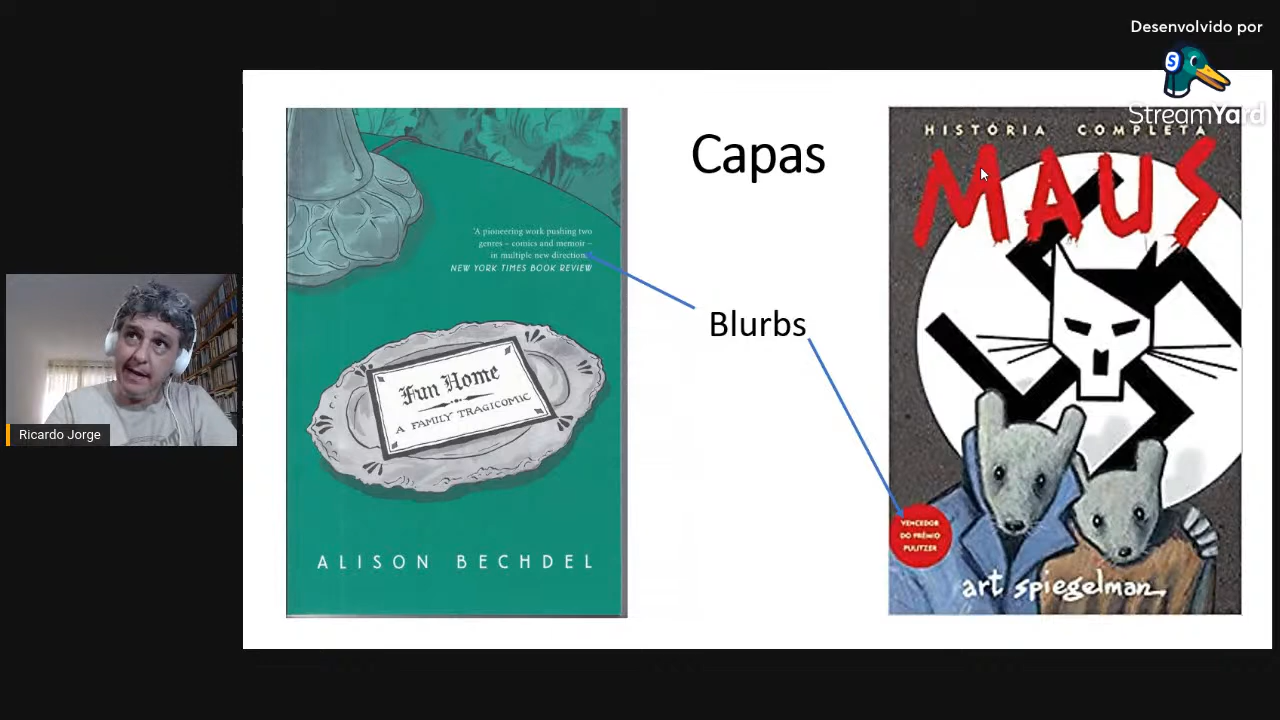 Desenvolvido por
S
StreamYard
Capas
'A pioneering work pushing two
genres – comics and memoir –
in multiple new directions.'
NEW YORK TIMES BOOK REVIEW
Fun Home
A FAMILY TRAGICOMIC
ALISON BECHDEL
Blurbs
HISTÓRIA COMPLETA
MAUS
VENCEDOR
DO PRÊMIO
PULITZER
art spiegelman
Ricardo Jorge